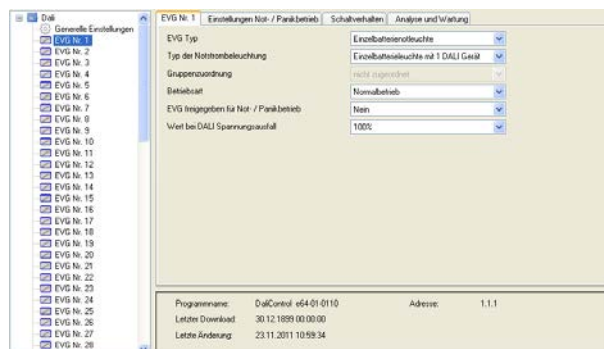 Dali
Generelle Einstellungen
EVG Nr. 1
EVG Nr. 2
EVG Nr. 3
EVG Nr. 4
EVG Nr. 5
EVG Nr. 6
EVG Nr. 7
EVG Nr. 8
EVG Nr. 9
EVG Nr. 10
EVG Nr. 11
EVG Nr. 12
EVG Nr. 13
EVG Nr. 14
EVG Nr. 15
EVG Nr. 16
EVG Nr. 17
EVG Nr. 18
EVG Nr. 19
EVG Nr. 20
EVG Nr. 21
EVG Nr. 22
EVG Nr. 23
EVG Nr. 24
EVG Nr. 25
EVG Nr. 26
EVG Nr. 27
EVG Nr. 28
EVG Nr. 1 Einstellungen Not- / Panikbetrieb Schaltverhalten Analyse und Wartung
EVG Typ Einzelbatterienotleuchte
Typ der Notstrombeleuchtung Einzelbatterieleuchte mit 1 DALI Gerät
Gruppenzuordnung nicht zugeordnet
Betriebsart Normalbetrieb
EVG freigegeben für Not- / Panikbetrieb Nein
Wert bei DALI Spannungsausfall 100%
Programmname: DaliControl e64-01-0110 Adresse: 1.1.1
Letzter Download: 30.12.1899 00:00:00
Letzte Änderung: 23.11.2011 10:59:34